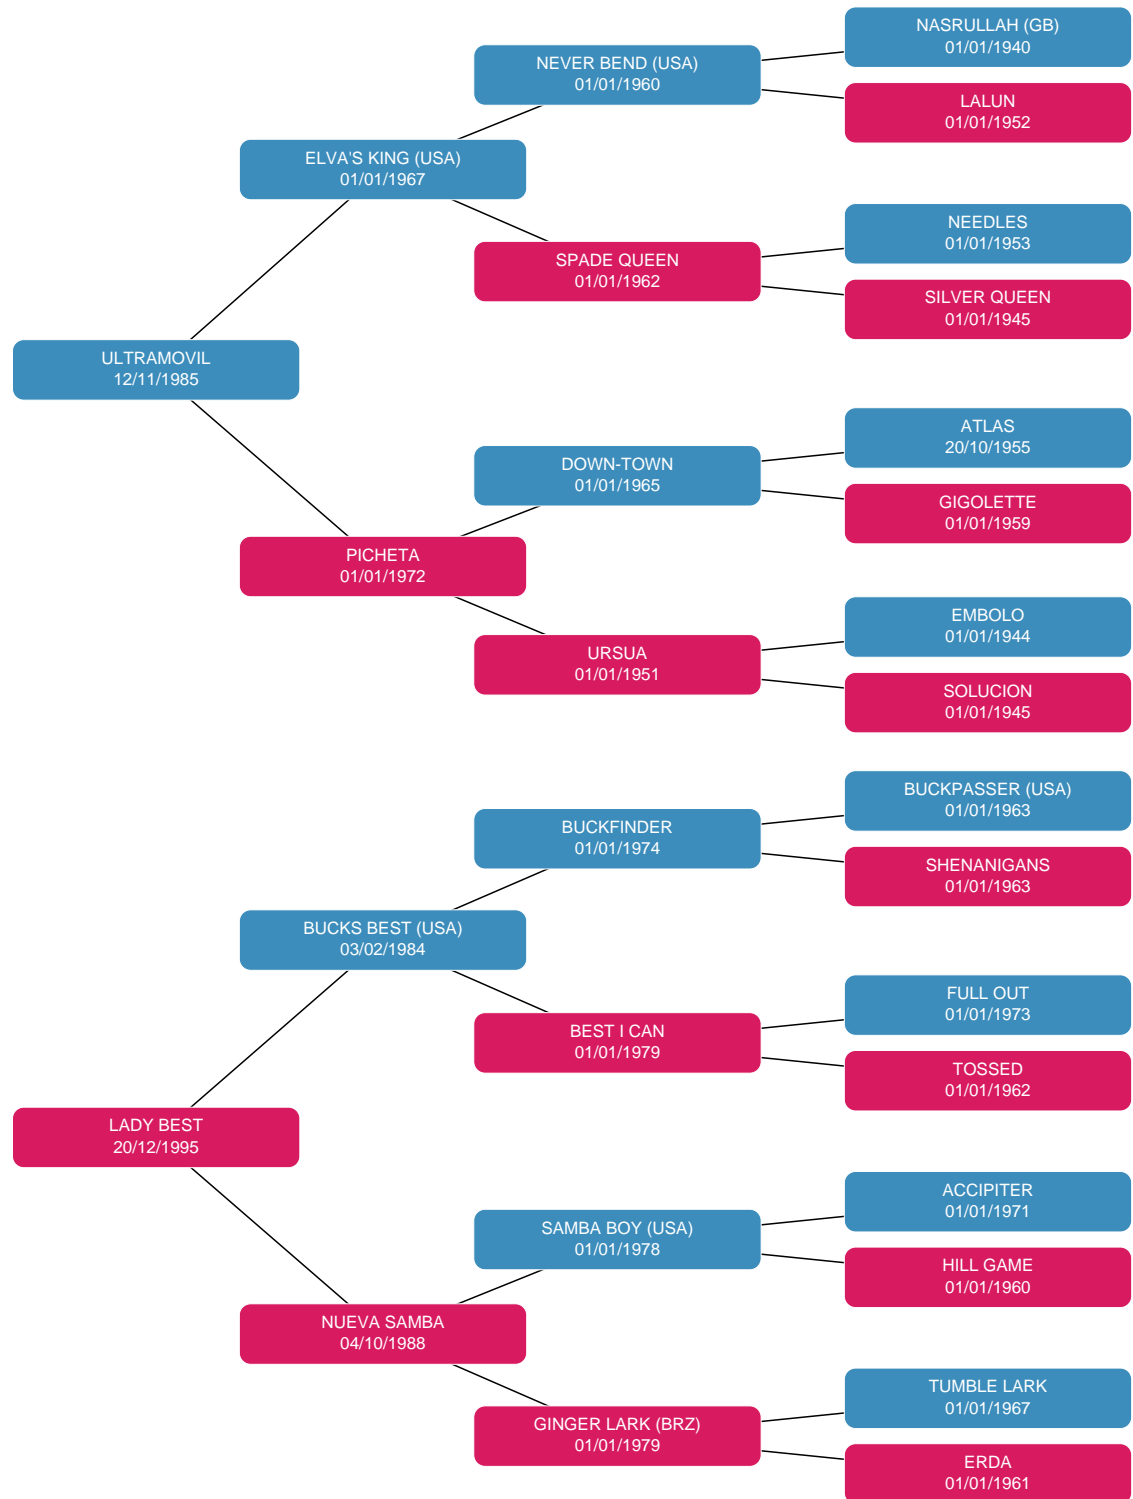 NASRULLAH (GB)
01/01/1940
NEVER BEND (USA)
01/01/1960
LALUN
01/01/1952
ELVA'S KING (USA)
01/01/1967
NEEDLES
01/01/1953
SPADE QUEEN
01/01/1962
SILVER QUEEN
01/01/1945
ULTRAMOVIL
12/11/1985
ATLAS
20/10/1955
DOWN-TOWN
01/01/1965
GIGOLETTE
01/01/1959
PICHETA
01/01/1972
EMBOLO
01/01/1944
URSUA
01/01/1951
SOLUCION
01/01/1945
BUCKPASSER (USA)
01/01/1963
BUCKFINDER
01/01/1974
SHENANIGANS
01/01/1963
BUCKS BEST (USA)
03/02/1984
FULL OUT
01/01/1973
BEST I CAN
01/01/1979
TOSSED
01/01/1962
LADY BEST
20/12/1995
ACCIPITER
01/01/1971
SAMBA BOY (USA)
01/01/1978
HILL GAME
01/01/1960
NUEVA SAMBA
04/10/1988
TUMBLE LARK
01/01/1967
GINGER LARK (BRZ)
01/01/1979
ERDA
01/01/1961